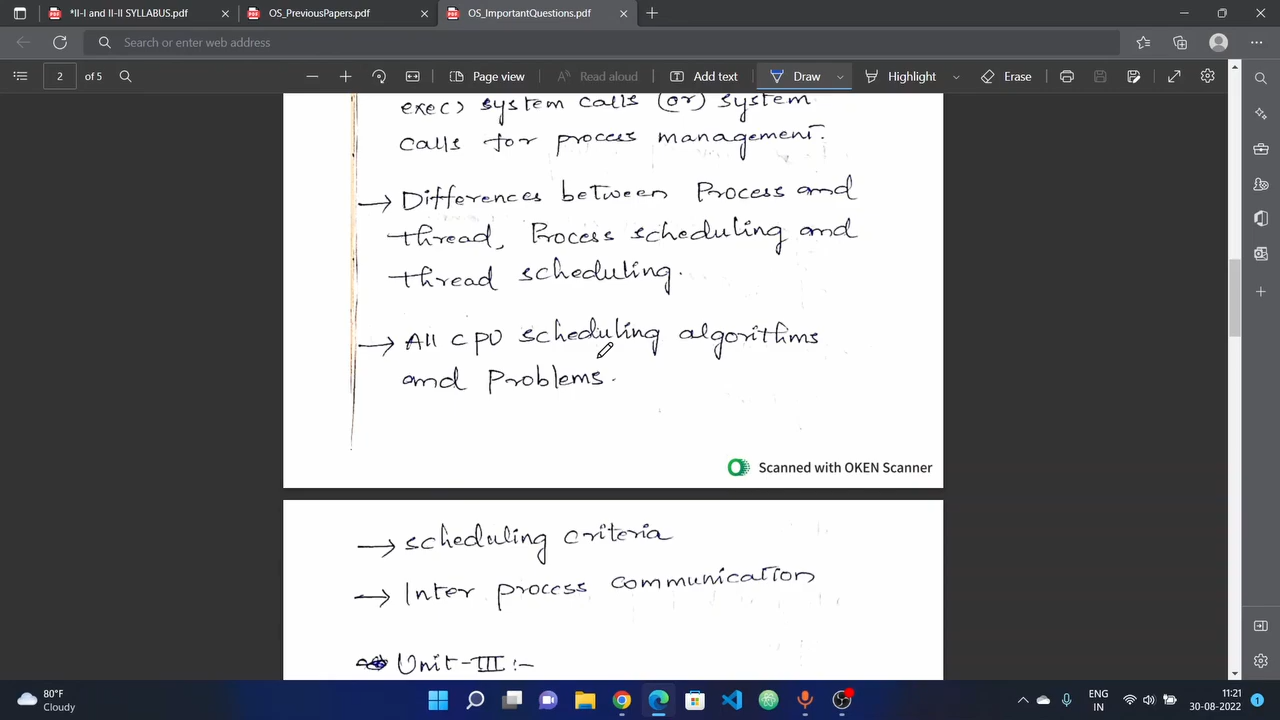 *II-I and II-II SYLLABUS.pdf
OS_PreviousPapers.pdf
OS_ImportantQuestions.pdf
Search or enter web address
2 of 5
Page view
Read aloud
Add text
Draw
Highlight
Erase
exec) system calls (or) system
calls for process management.
→ Differences between Process and
thread, Process scheduling and
thread scheduling.
→ All CPU scheduling algorithms
and Problems.
Scanned with OKEN Scanner
→ scheduling criteria
→ Inter process communication
Unit-III :-
80°F
Cloudy
ENG
IN
11:21
30-08-2022
1